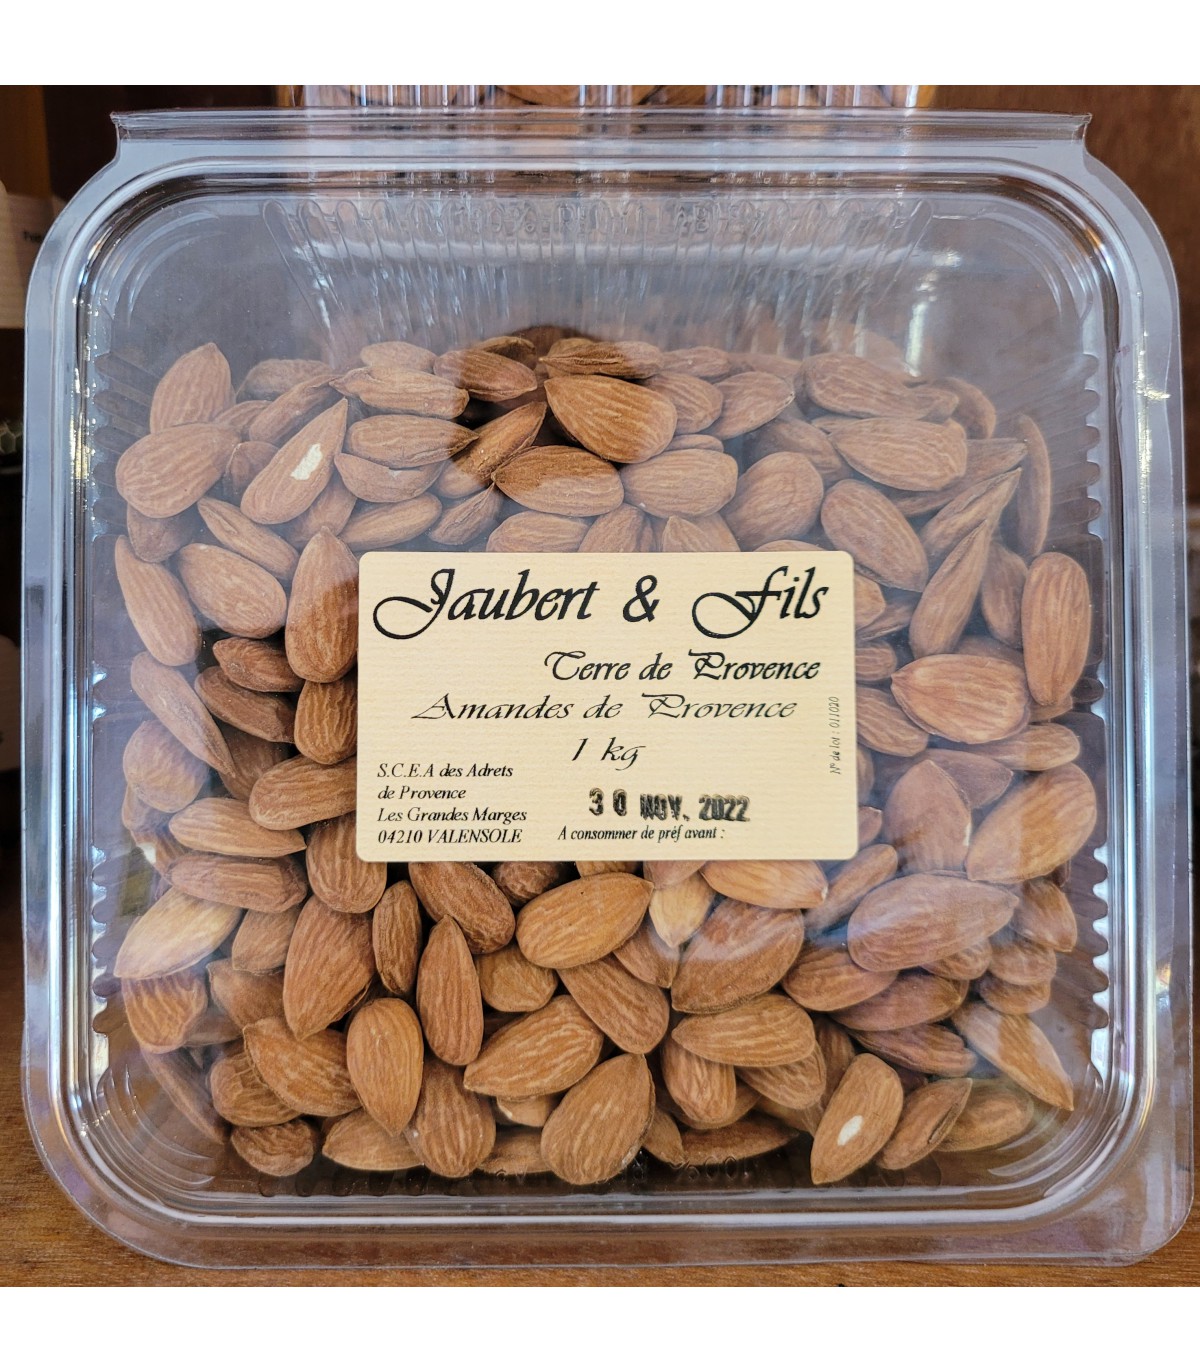 Jaubert & Fils
Terre de Provence
Amandes de Provence
1 kg
S.C.E.A des Adrets
de Provence
Les Grandes Marges
04210 VALENSOLE
30 NOV. 2022
A consommer de préf avant :
N° de lot : 011020